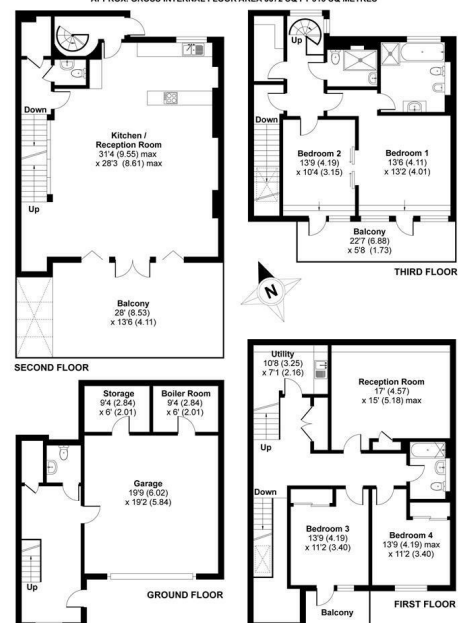 APPROX. GROSS INTERNAL FLOOR AREA
Up
Down
Kitchen /
Reception Room
31'4 (9.55) max
x 28'3 (8.61) max
Up
Balcony
28' (8.53)
x 13'6 (4.11)
SECOND FLOOR
Up
Down
Bedroom 2
13'9 (4.19)
x 10'4 (3.15)
Bedroom 1
13'6 (4.11)
x 13'2 (4.01)
Balcony
22'7 (6.88)
x 5'8 (1.73)
THIRD FLOOR
N
Storage
9'4 (2.84)
x 6' (2.01)
Boiler Room
9'4 (2.84)
x 6' (2.01)
Garage
19'9 (6.02)
x 19'2 (5.84)
Up
GROUND FLOOR
Utility
10'8 (3.25)
x 7'1 (2.16)
Reception Room
17' (4.57)
x 15' (5.18) max
Up
Down
Bedroom 3
13'9 (4.19)
x 11'2 (3.40)
Bedroom 4
13'9 (4.19) max
x 11'2 (3.40)
Balcony
FIRST FLOOR